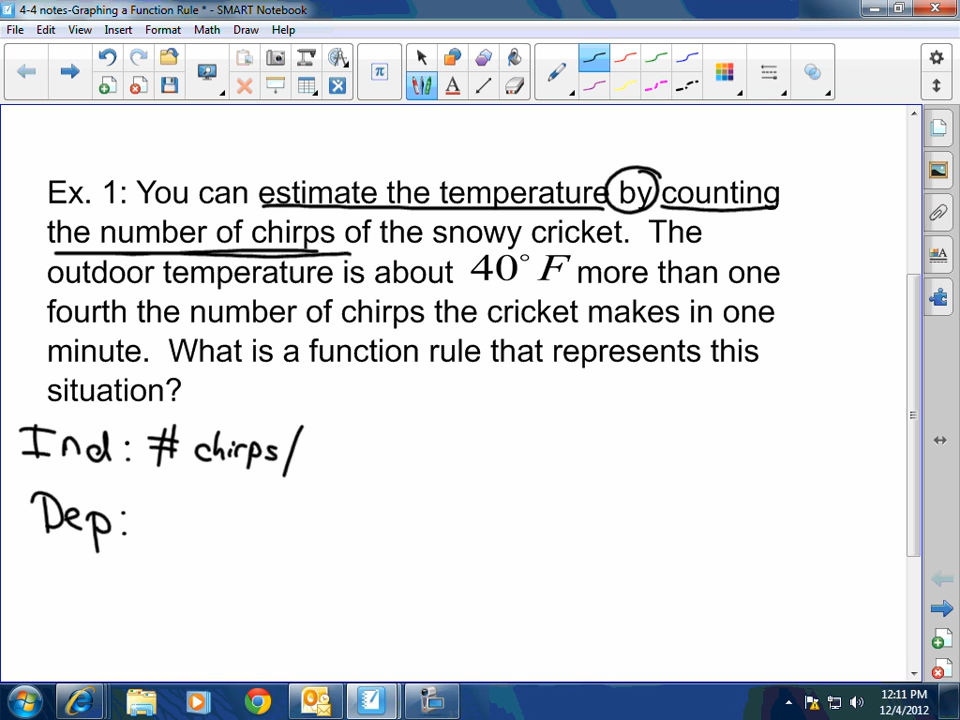 4-4 notes-Graphing a Function Rule * - SMART Notebook
File Edit View Insert Format Math Draw Help
Ex. 1: You can estimate the temperature by counting
the number of chirps of the snowy cricket. The
outdoor temperature is about 40° F more than one
fourth the number of chirps the cricket makes in one
minute. What is a function rule that represents this
situation?
Ind: # chirps/
Dep:
12:11 PM
12/4/2012